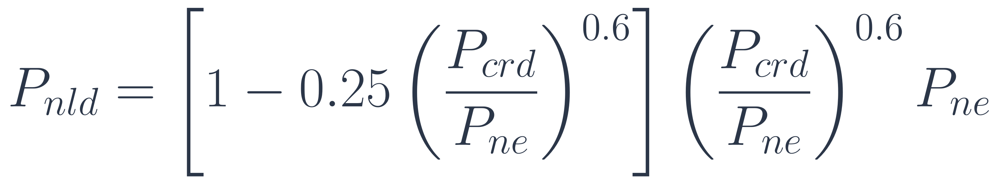 P_{nld} = \left[ 1 - 0.25 \left( \frac{P_{crd}}{P_{ne}} \right)^{0.6} \right] \left( \frac{P_{crd}}{P_{ne}} \right)^{0.6} P_{ne}